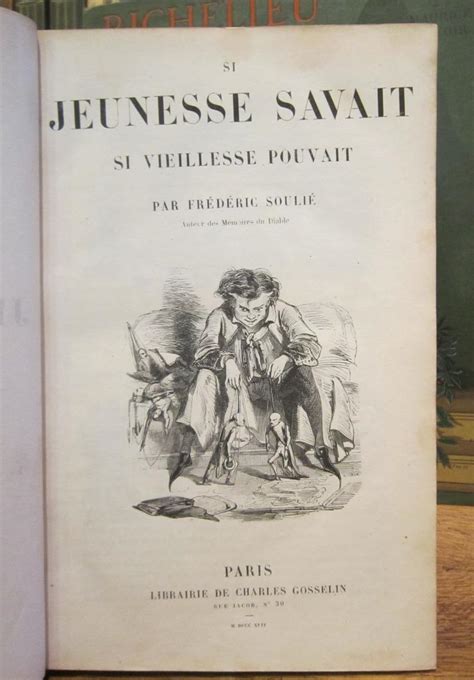 RICHELIEU
SI
JEUNESSE SAVAIT
SI VIEILLESSE POUVAIT
PAR FRÉDÉRIC SOULIÉ
Auteur des Mémoires du Diable
PARIS
LIBRAIRIE DE CHARLES GOSSELIN
RUE JACOB, N° 30